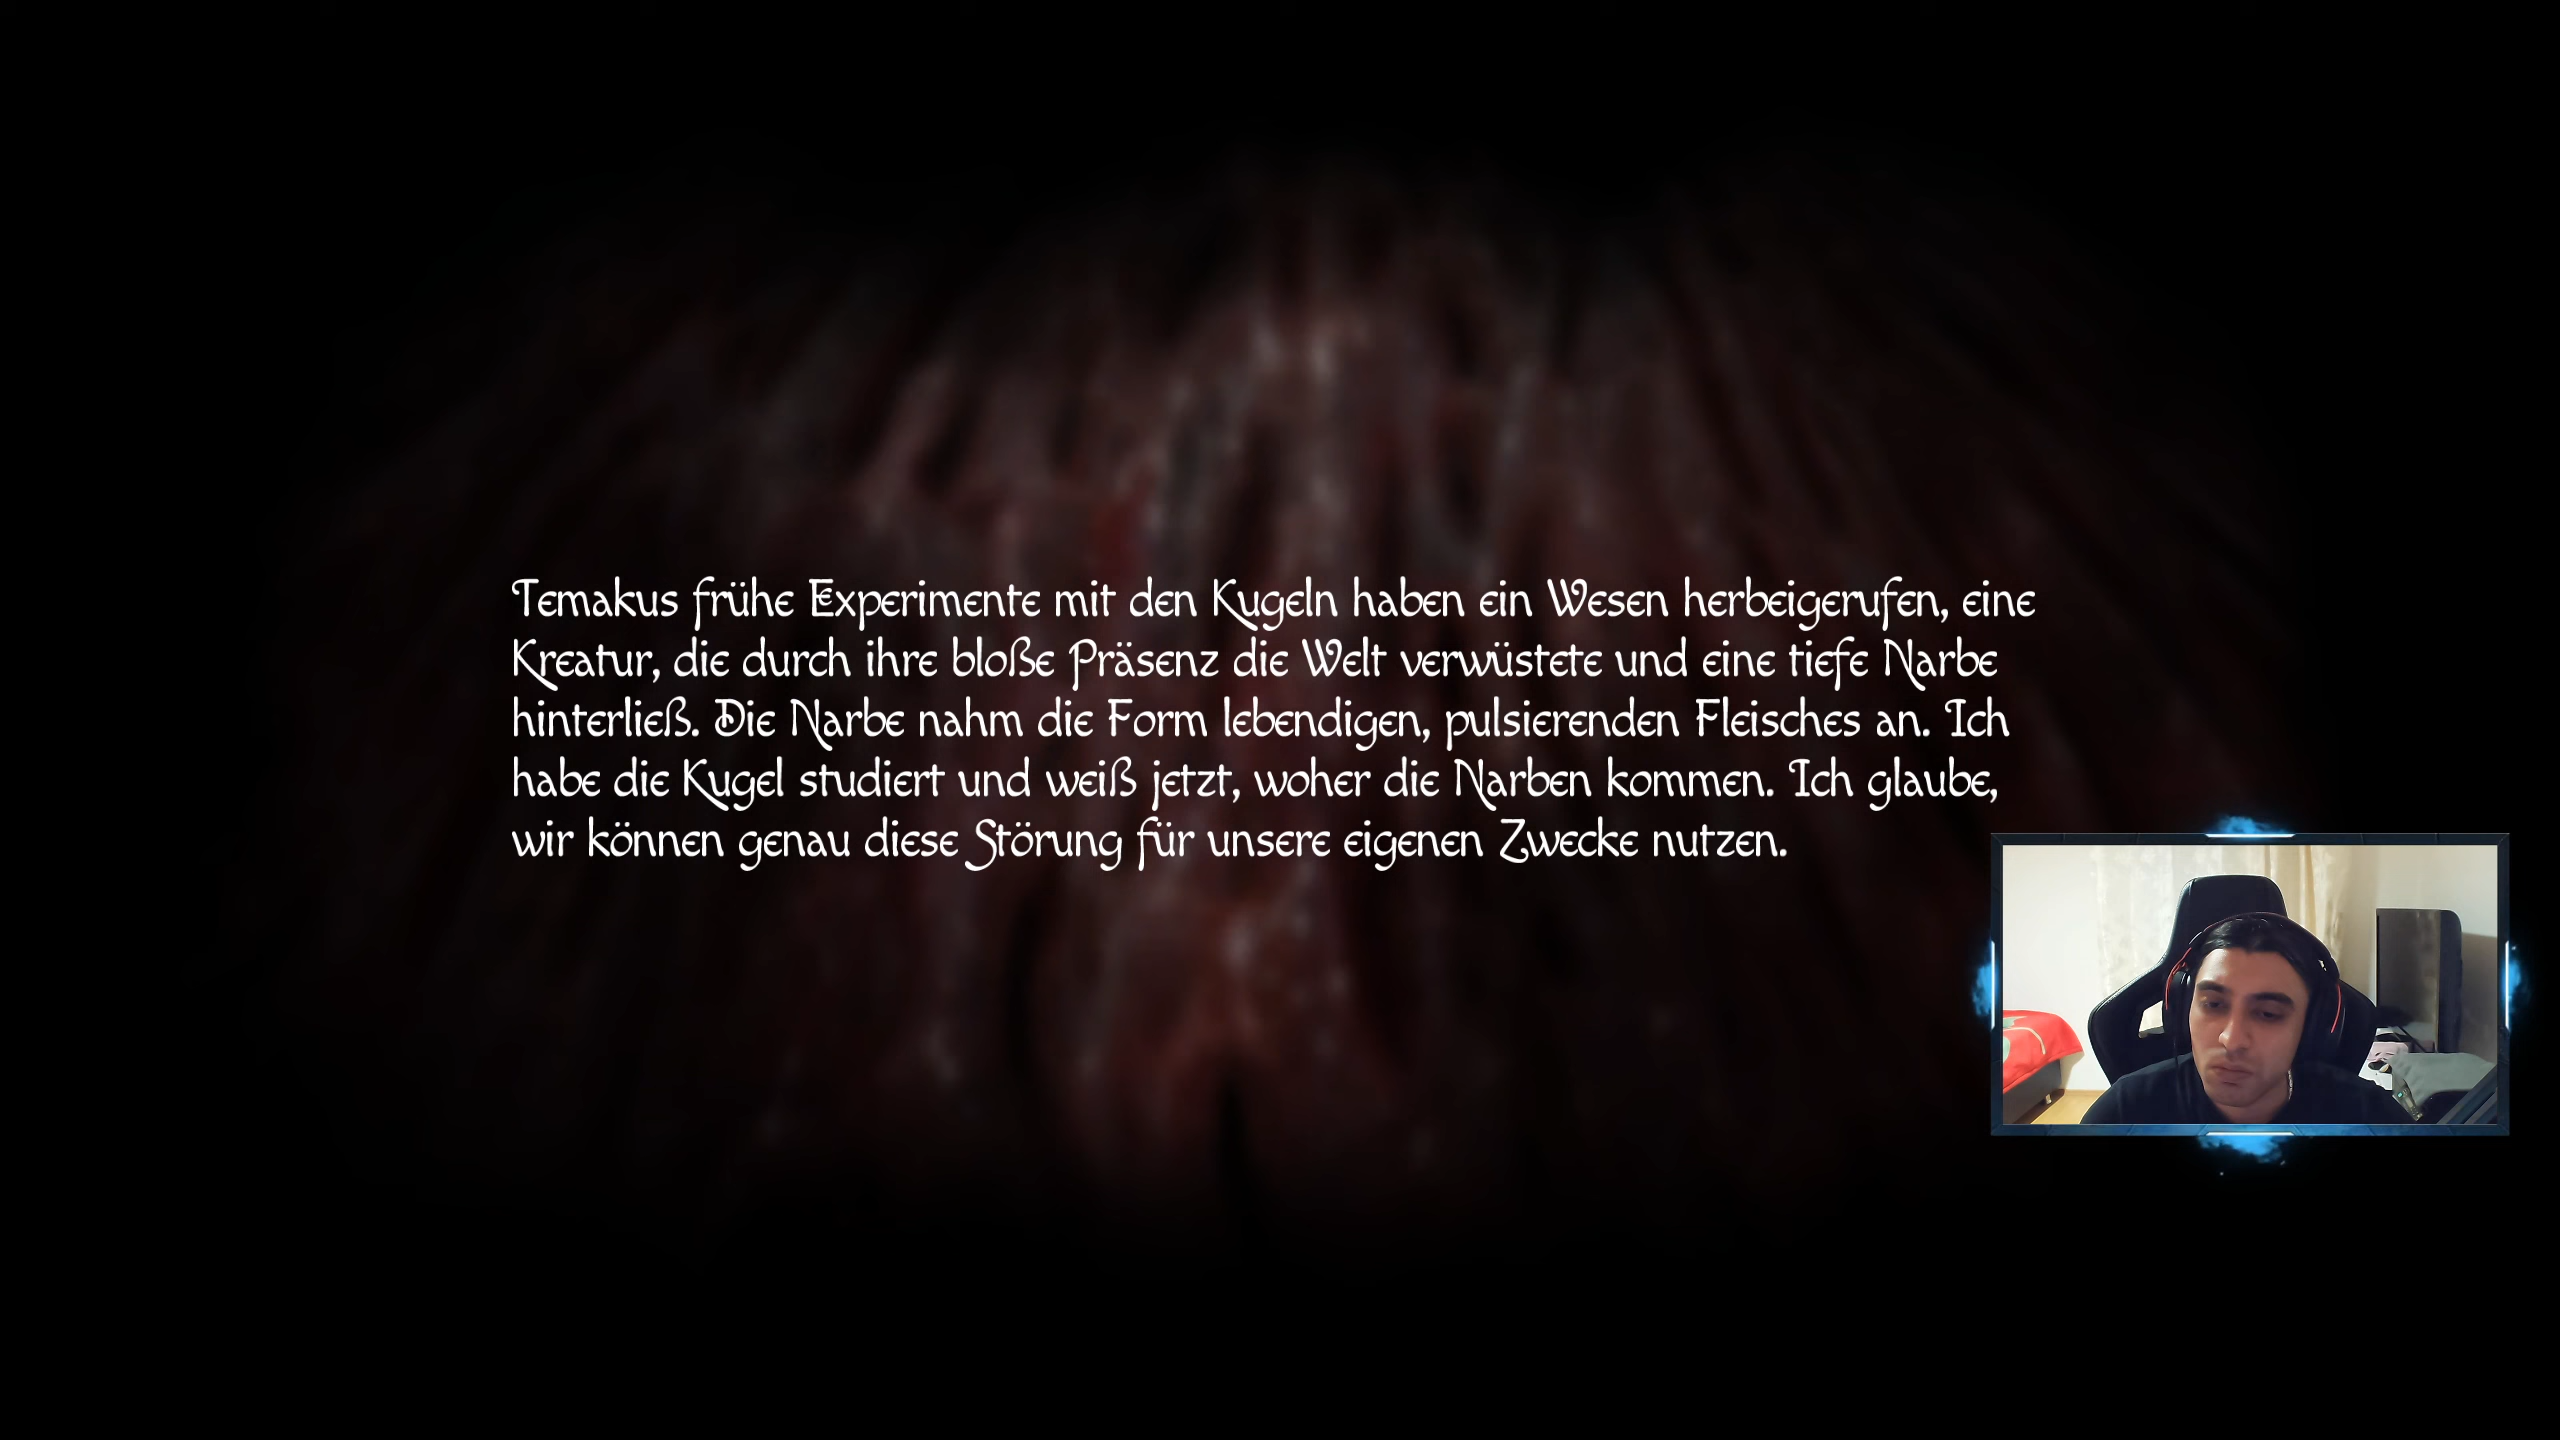 Temakus frühe Experimente mit den Kugeln haben ein Wesen herbeigerufen, eine
Kreatur, die durch ihre bloße Präsenz die Welt verwüstete und eine tiefe Narbe
hinterließ. Die Narbe nahm die Form lebendigen, pulsierenden Fleisches an. Ich
habe die Kugel studiert und weiß jetzt, woher die Narben kommen. Ich glaube,
wir können genau diese Störung für unsere eigenen Zwecke nutzen.